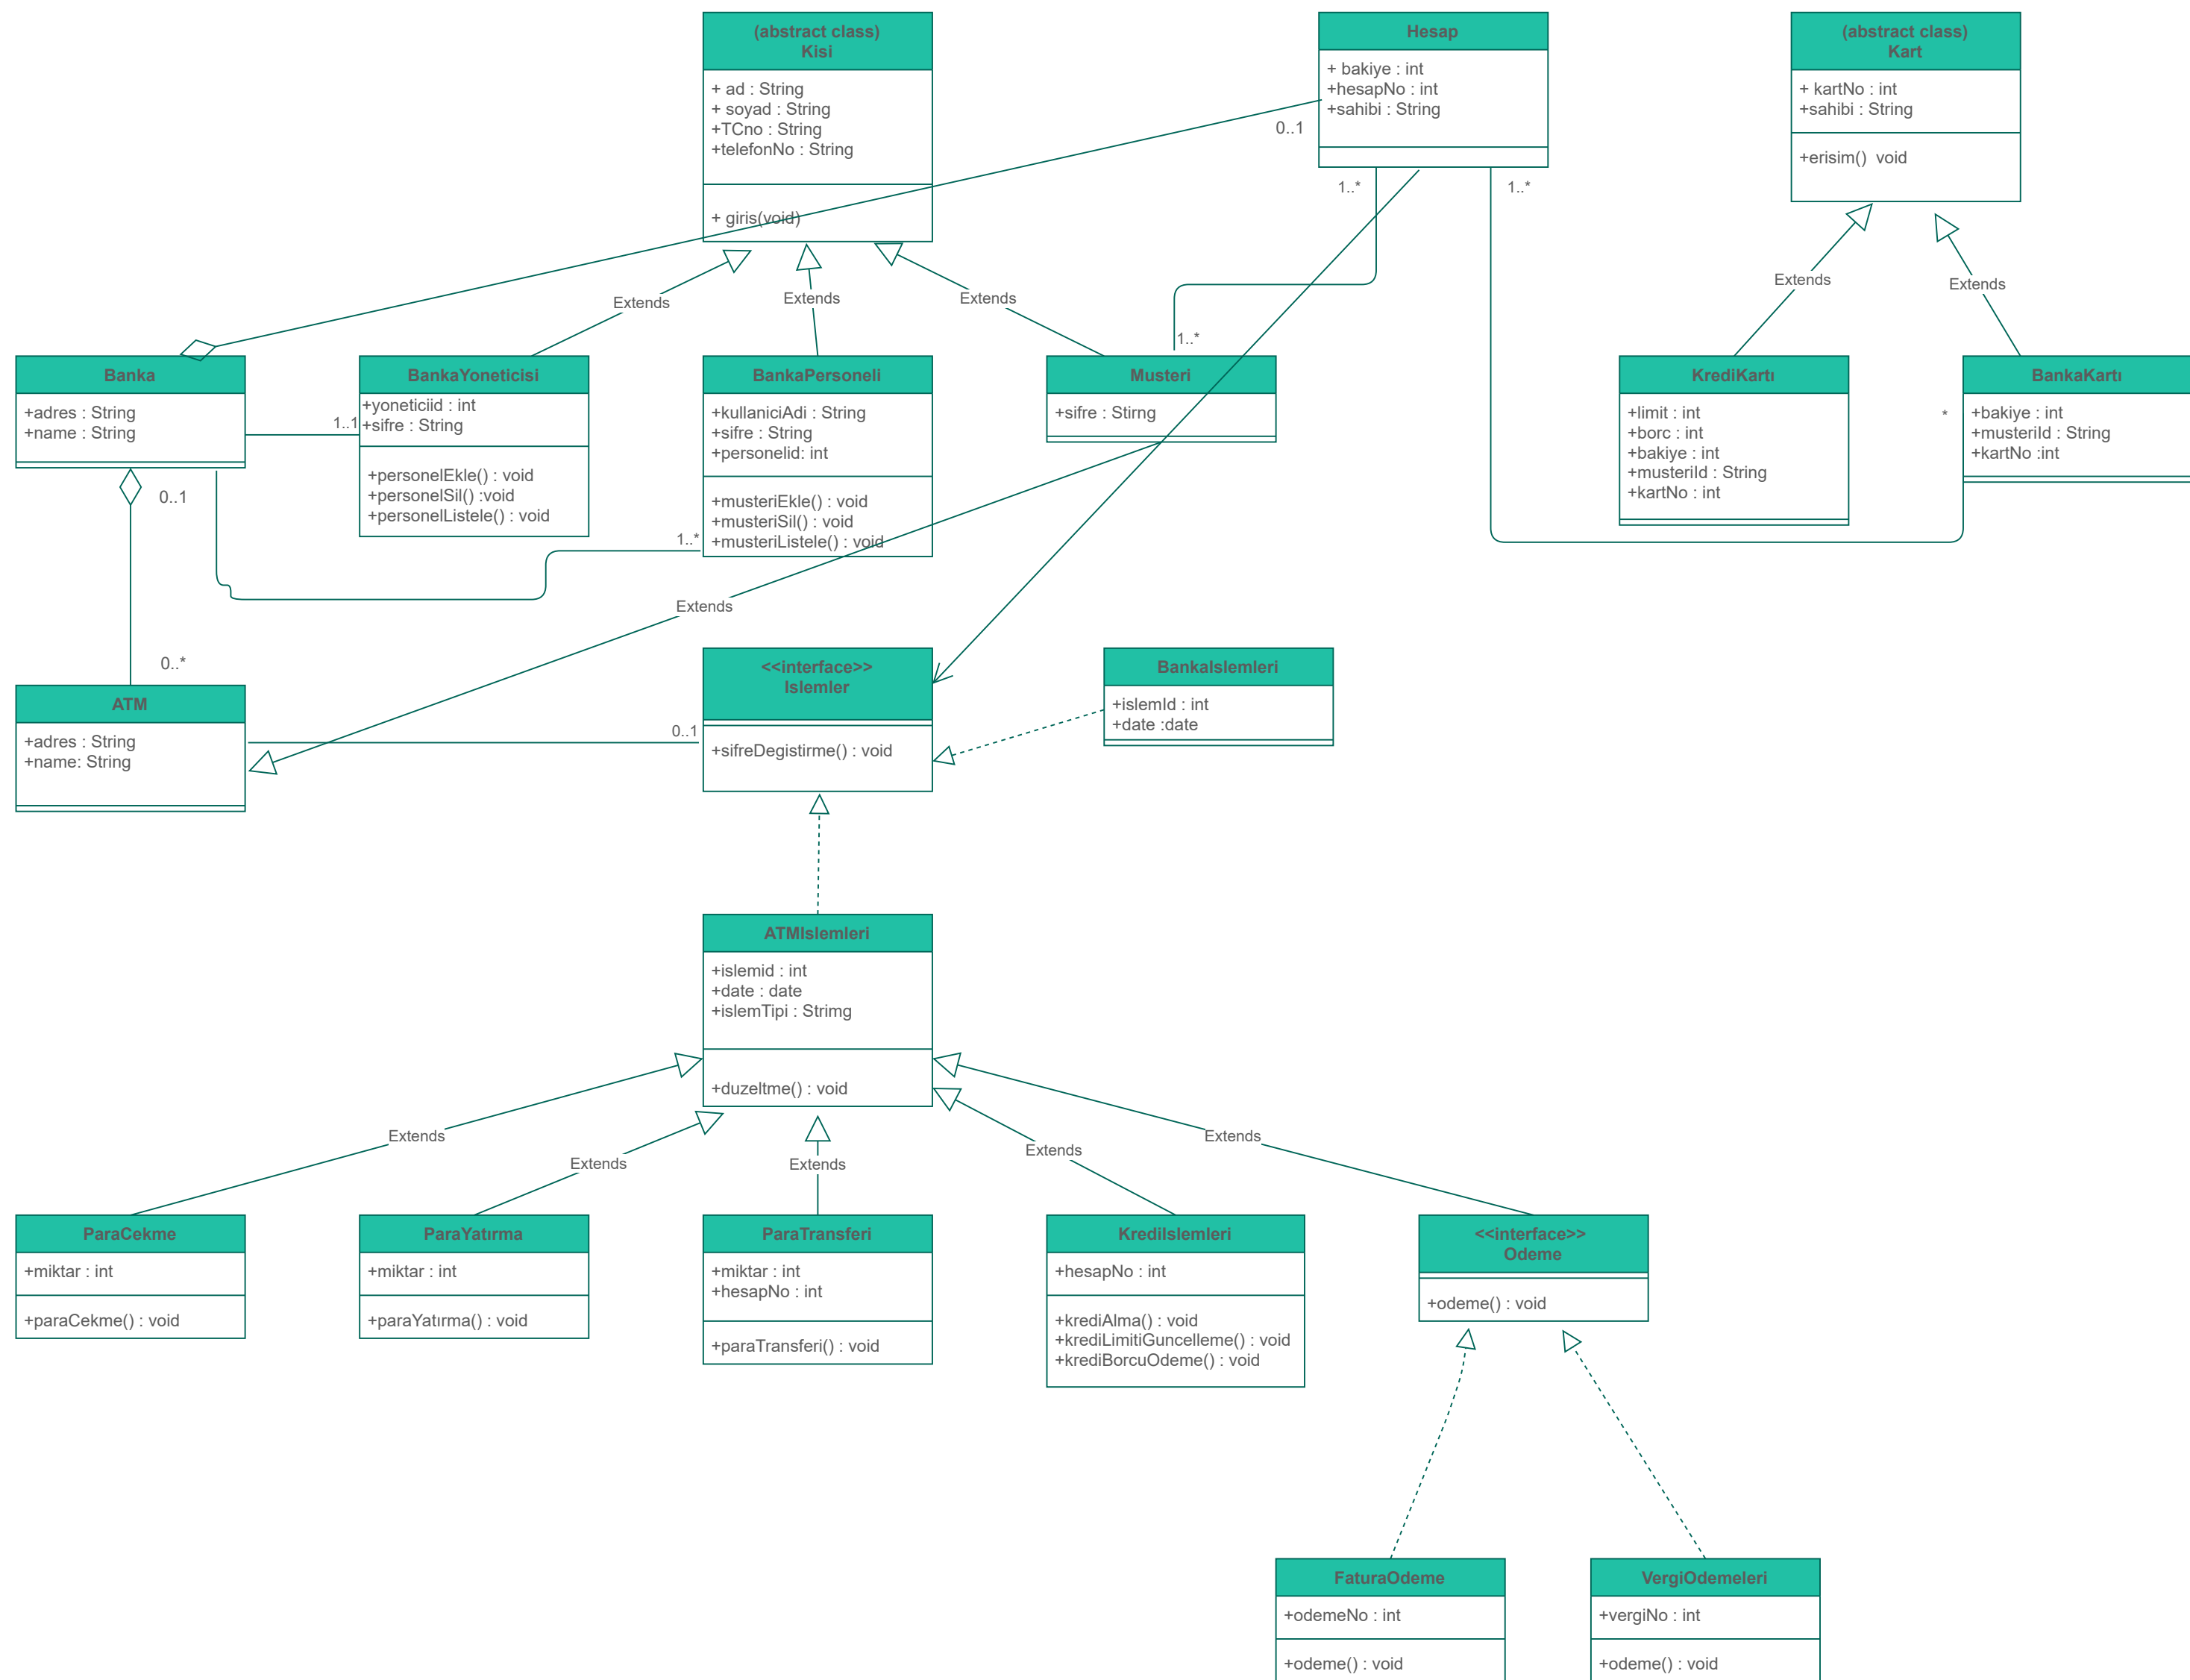 (abstract class)
Kisi
+ ad : String
+ soyad : String
+TCno : String
+telefonNo : String
+ giris(void)
Hesap
+ bakiye : int
+hesapNo : int
+sahibi : String
(abstract class)
Kart
+ kartNo : int
+sahibi : String
+erisim()  void
0..1
1..*
1..*
Extends
Extends
Extends
Extends
Extends
1..*
Banka
+adres : String
+name : String
1..1
BankaYoneticisi
+yoneticiid : int
+sifre : String
+personelEkle() : void
+personelSil() :void
+personelListele() : void
BankaPersoneli
+kullaniciAdi : String
+sifre : String
+personelid: int
+musteriEkle() : void
+musteriSil() : void
+musteriListele() : void
Musteri
+sifre : Stirng
KrediKartı
+limit : int
+borc : int
+bakiye : int
+musteriId : String
+kartNo : int
*
BankaKartı
+bakiye : int
+musteriId : String
+kartNo :int
0..1
1..*
Extends
0..*
ATM
+adres : String
+name: String
0..1
<<interface>>
Islemler
+sifreDegistirme() : void
BankaIslemleri
+islemId : int
+date :date
ATMIslemleri
+islemid : int
+date : date
+islemTipi : Strimg
+duzeltme() : void
Extends
Extends
Extends
Extends
Extends
ParaCekme
+miktar : int
+paraCekme() : void
ParaYatırma
+miktar : int
+paraYatırma() : void
ParaTransferi
+miktar : int
+hesapNo : int
+paraTransferi() : void
KrediIslemleri
+hesapNo : int
+krediAlma() : void
+krediLimitiGuncelleme() : void
+krediBorcuOdeme() : void
<<interface>>
Odeme
+odeme() : void
FaturaOdeme
+odemeNo : int
+odeme() : void
VergiOdemeleri
+vergiNo : int
+odeme() : void